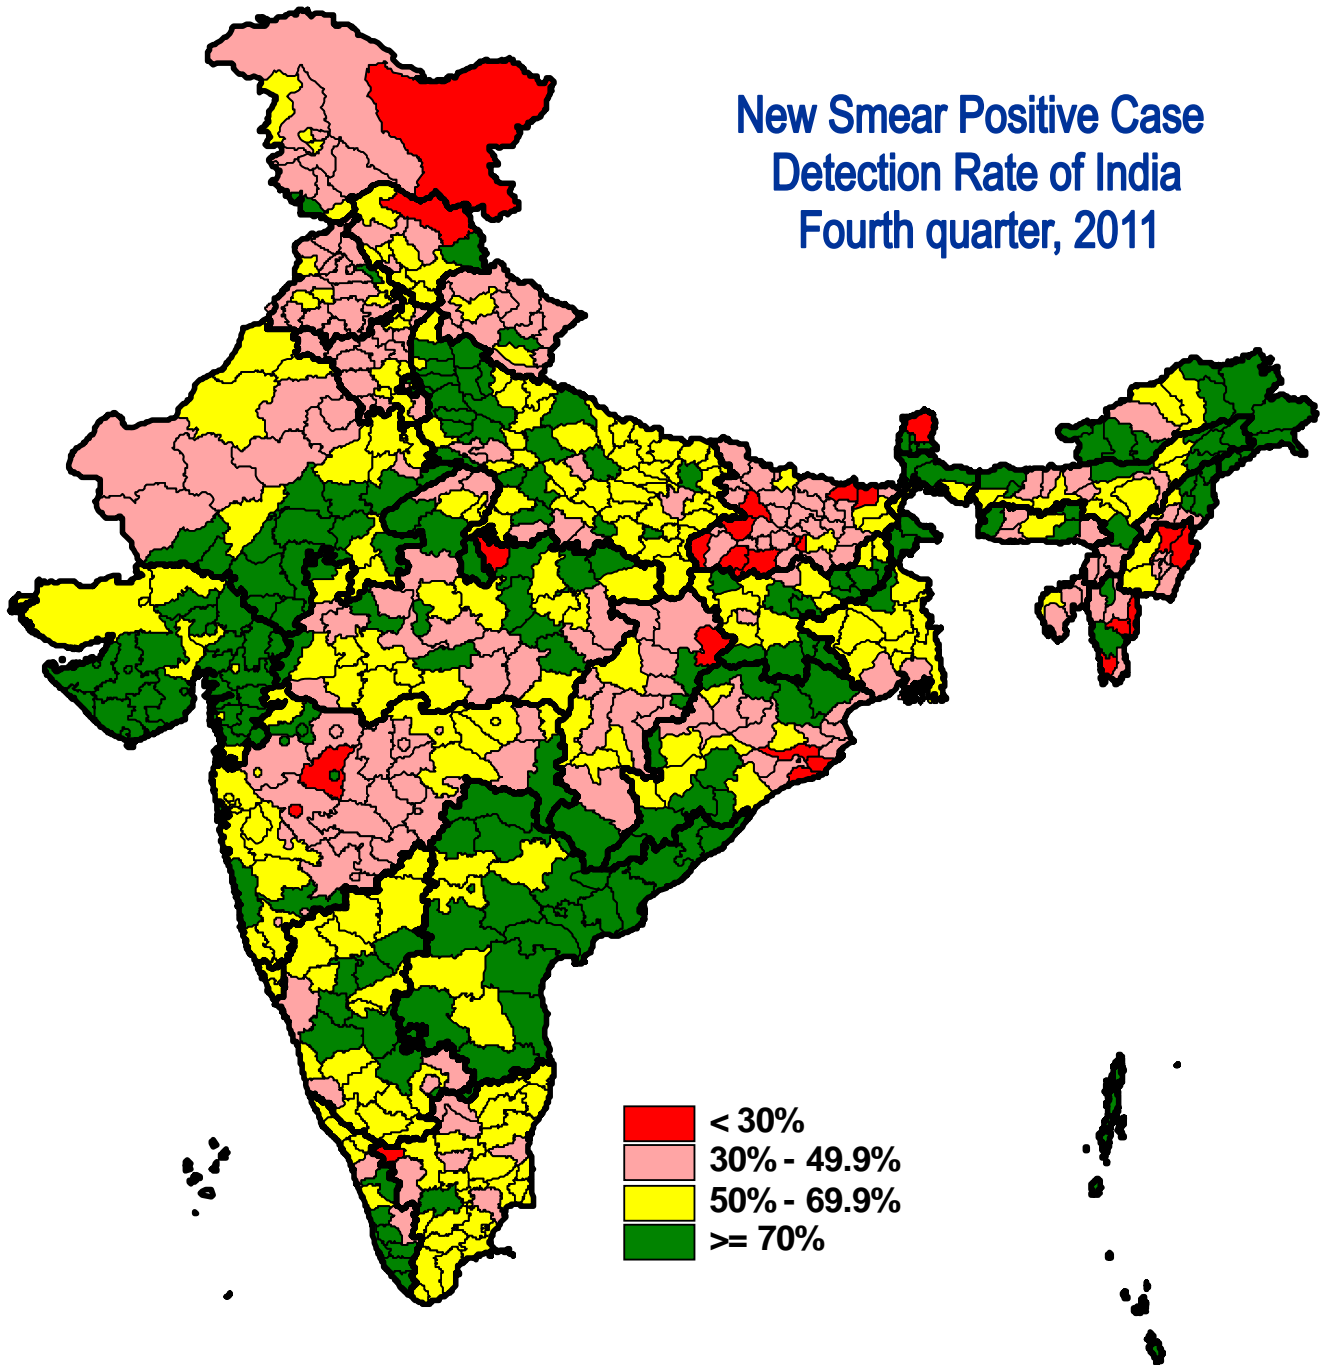 New Smear Positive Case
Detection Rate of India
Fourth quarter, 2011
< 30%
30% - 49.9%
50% - 69.9%
>= 70%